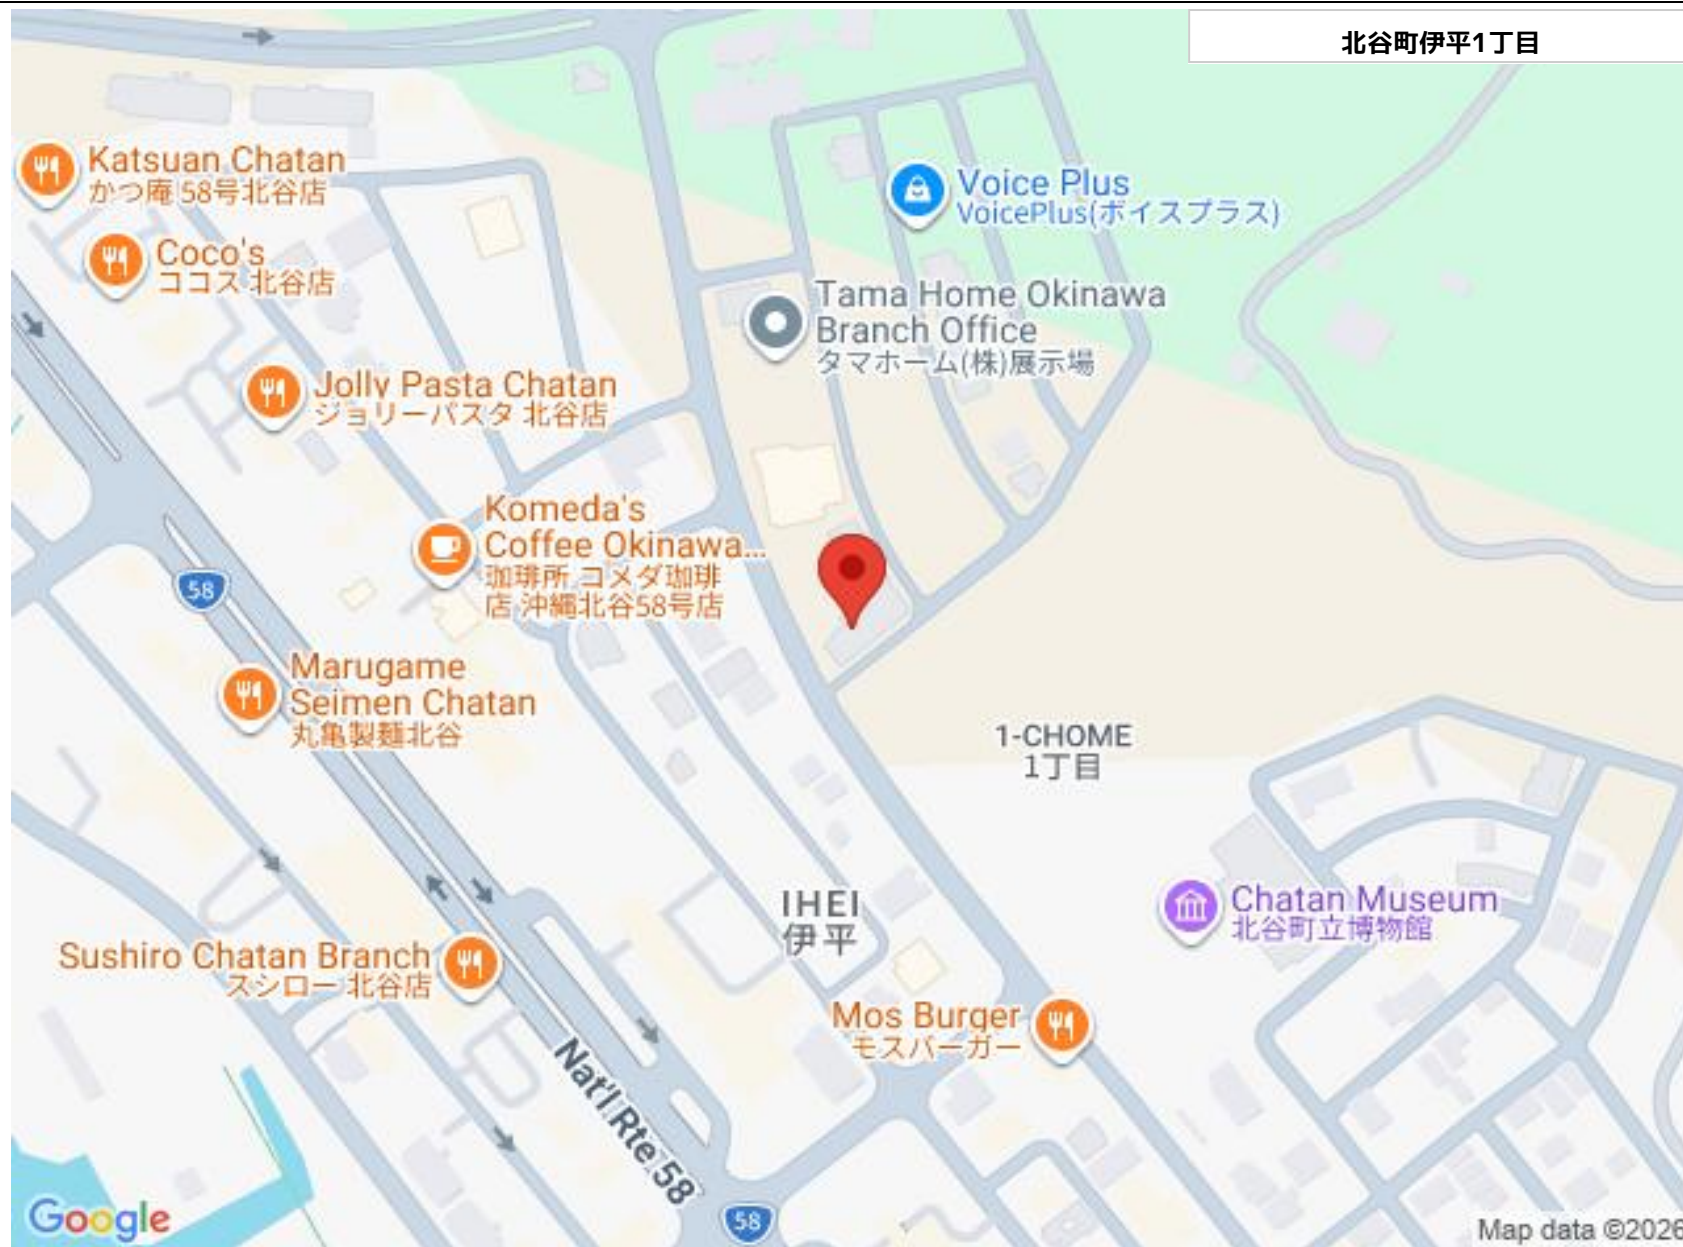 北谷町伊平1丁目
Katsuan Chatan
かつ庵 58号北谷店
Voice Plus
VoicePlus(ボイスプラス)
Coco's
ココス 北谷店
Tama Home Okinawa
Branch Office
タマホーム(株)展示場
Jolly Pasta Chatan
ジョリーパスタ 北谷店
Komeda's
Coffee Okinawa...
珈琲所 コメダ珈琲
店 沖縄北谷58号店
58
Marugame
Seimen Chatan
丸亀製麺北谷
1-CHOME
1丁目
IHEI
伊平
Chatan Museum
北谷町立博物館
Sushiro Chatan Branch
スシロー 北谷店
Mos Burger
モスバーガー
Nat'l Rte 58
58
Google
Map data ©2026